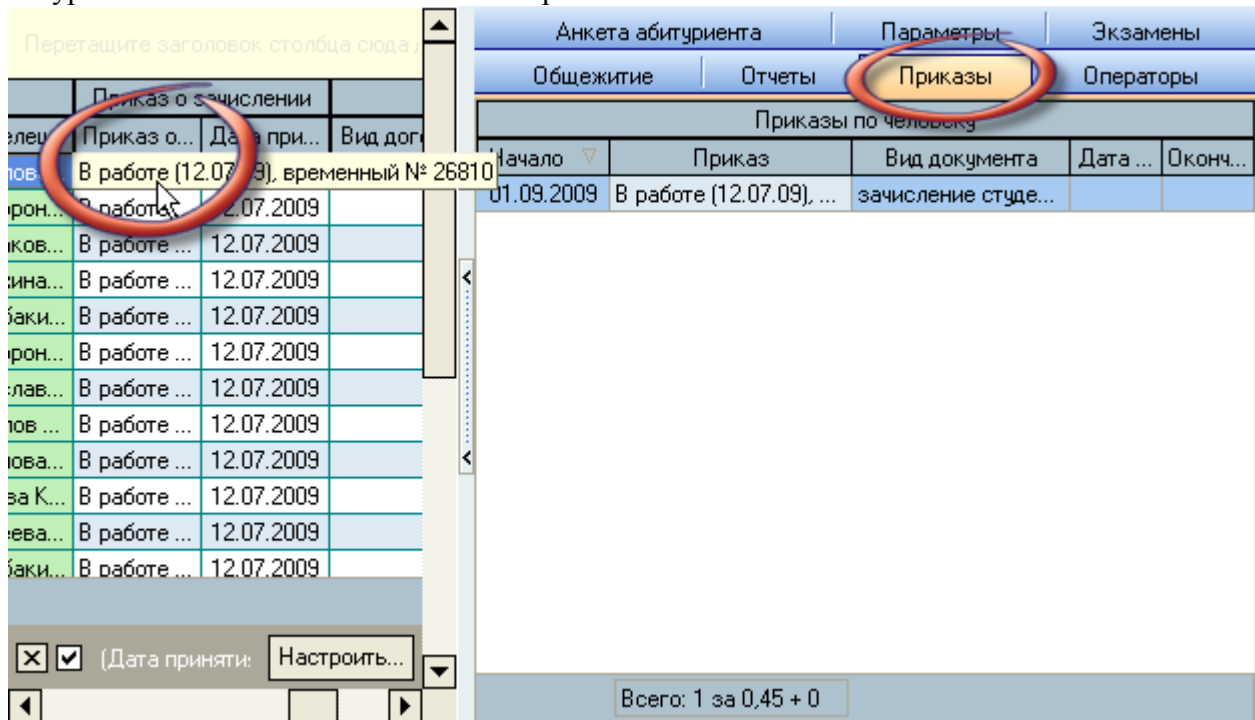 Перетащите заголовок столбца сюда
Приказ о зачислении
Приказ о... Дата при... Вид дог
В работе (12.07.09), временный № 26810
В работе 12.07.2009
В работе ... 12.07.2009
В работе ... 12.07.2009
В работе ... 12.07.2009
В работе ... 12.07.2009
В работе ... 12.07.2009
В работе ... 12.07.2009
В работе ... 12.07.2009
В работе ... 12.07.2009
В работе ... 12.07.2009
В работе ... 12.07.2009
(Дата приняти Настроить...
Анкета абитуриента Параметры Экзамены
Общежитие Отчеты Приказы Операторы
Приказы по человеку
Начало Приказ Вид документа Дата ... Оконч...
01.09.2009 В работе (12.07.09), ... зачисление студе...
Всего: 1 за 0,45 + 0